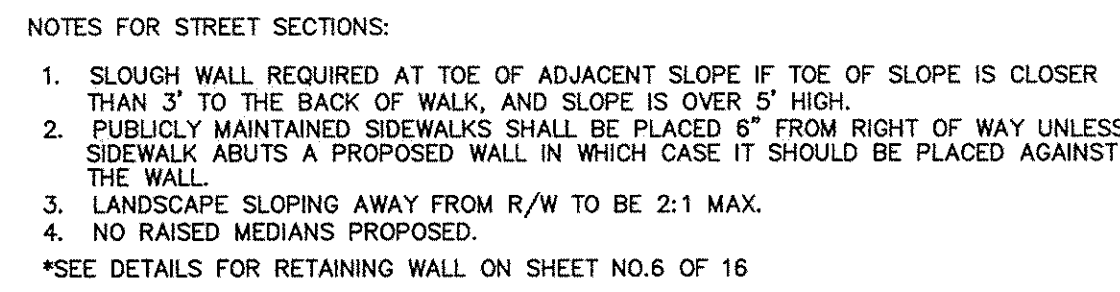 NOTES FOR STREET SECTIONS:
1. SLOUGH WALL REQUIRED AT TOE OF ADJACENT SLOPE IF TOE OF SLOPE IS CLOSER
THAN 3' TO THE BACK OF WALK, AND SLOPE IS OVER 5' HIGH.
2. PUBLICLY MAINTAINED SIDEWALKS SHALL BE PLACED 6" FROM RIGHT OF WAY UNLESS
SIDEWALK ABUTS A PROPOSED WALL IN WHICH CASE IT SHOULD BE PLACED AGAINST
THE WALL.
3. LANDSCAPE SLOPING AWAY FROM R/W TO BE 2:1 MAX.
4. NO RAISED MEDIANS PROPOSED.
*SEE DETAILS FOR RETAINING WALL ON SHEET NO.6 OF 16